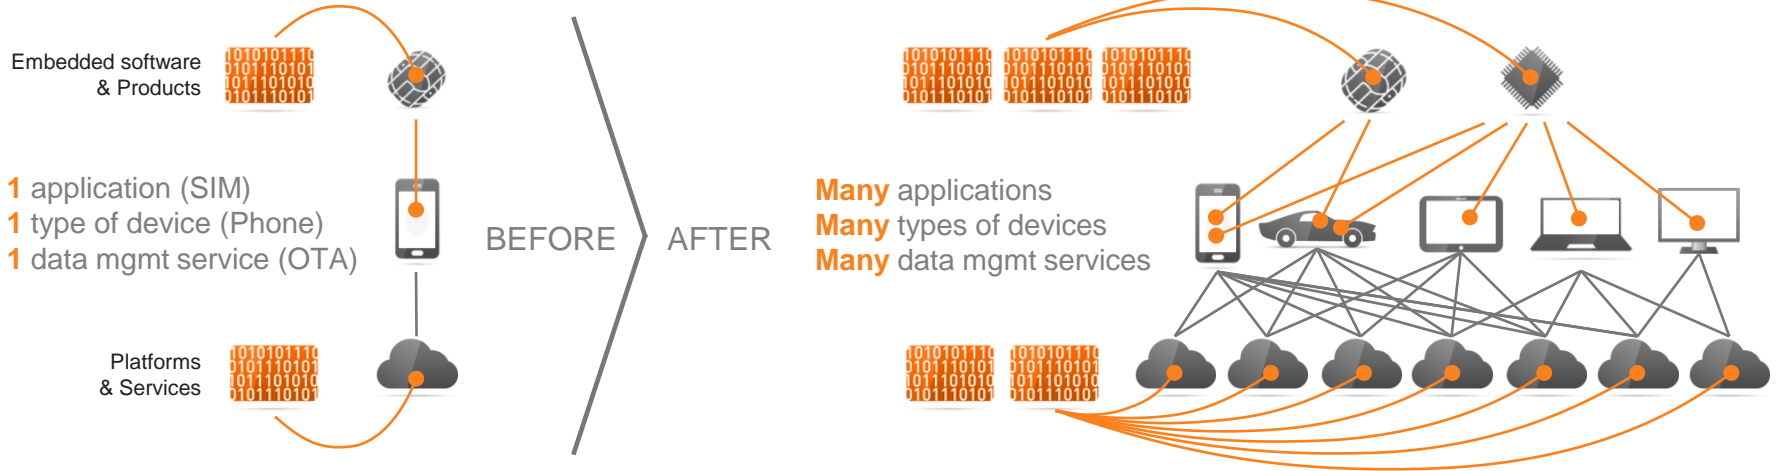 Embedded software
& Products
1 application (SIM)
1 type of device (Phone)
1 data mgmt service (OTA)
Platforms
& Services
BEFORE
AFTER
Many applications
Many types of devices
Many data mgmt services